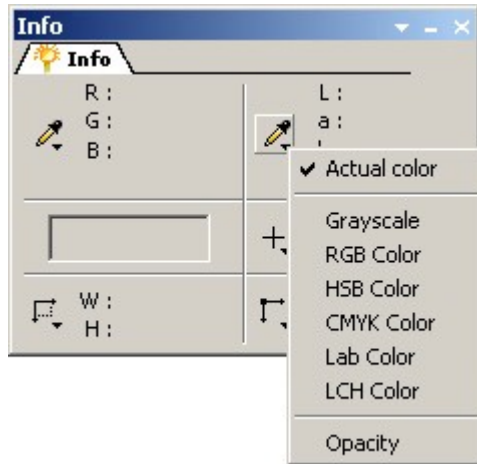 Info
Info
R :
G :
B :
L :
a :
Actual color
Grayscale
RGB Color
HSB Color
CMYK Color
Lab Color
LCH Color
Opacity
W :
H :